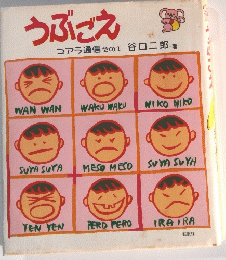 うぶごえ
コアラ通信その1 谷口二郎 著
WAN WAN WAKU WAKU NIKO NIKO
SUYA SUYA MESO MESO SUYA SUYA
YEN YEN PERO PERO IRA IRA